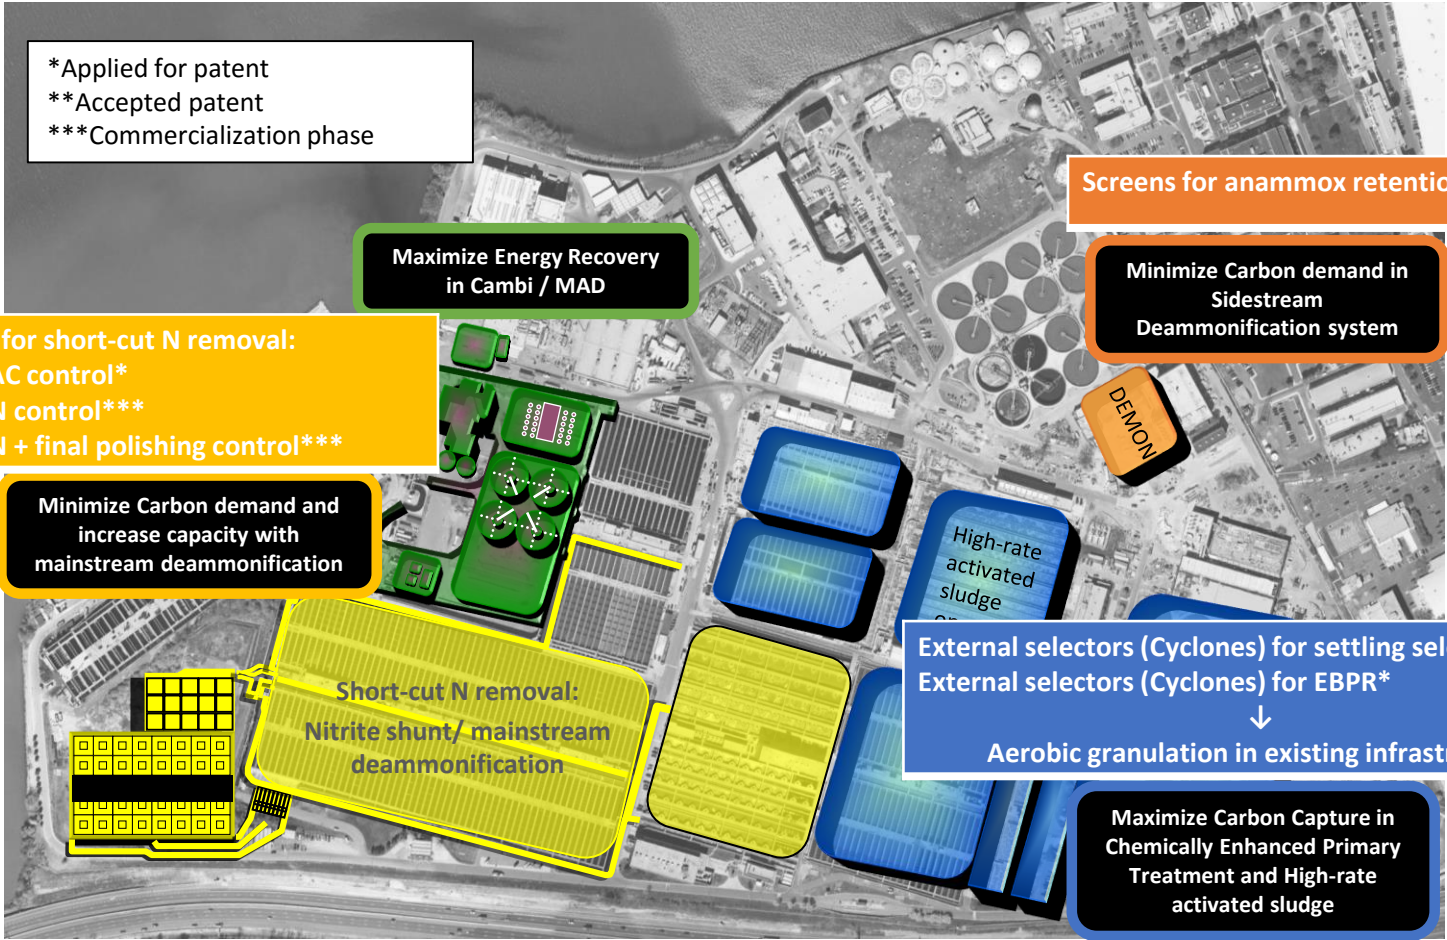 *Applied for patent
**Accepted patent
***Commercialization phase
Screens for anammox
Maximize Energy Recovery
in Cambi / MAD
Minimize Carbon demand in
Sidestream
Deammonification system
for short-cut N removal:
control*
control***
+ final polishing control***
DEMON
Minimize Carbon demand and
increase capacity with
mainstream deammonification
High-rate
activated
sludge
External selectors (Cyclones) for settling
External selectors (Cyclones) for EBPR*
↓
Aerobic granulation in existing
Short-cut N removal:
Nitrite shunt/ mainstream
deammonification
Maximize Carbon Capture in
Chemically Enhanced Primary
Treatment and High-rate
activated sludge